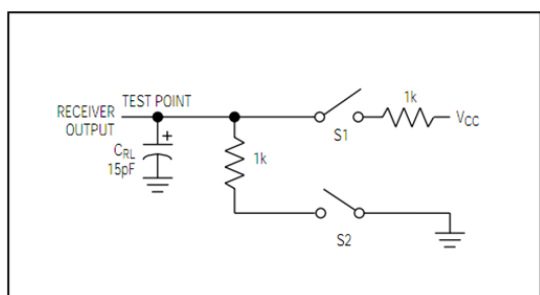 TEST POINT
RECEIVER
OUTPUT
CRL
15pF
+
1k
S1
1k
VCC
S2